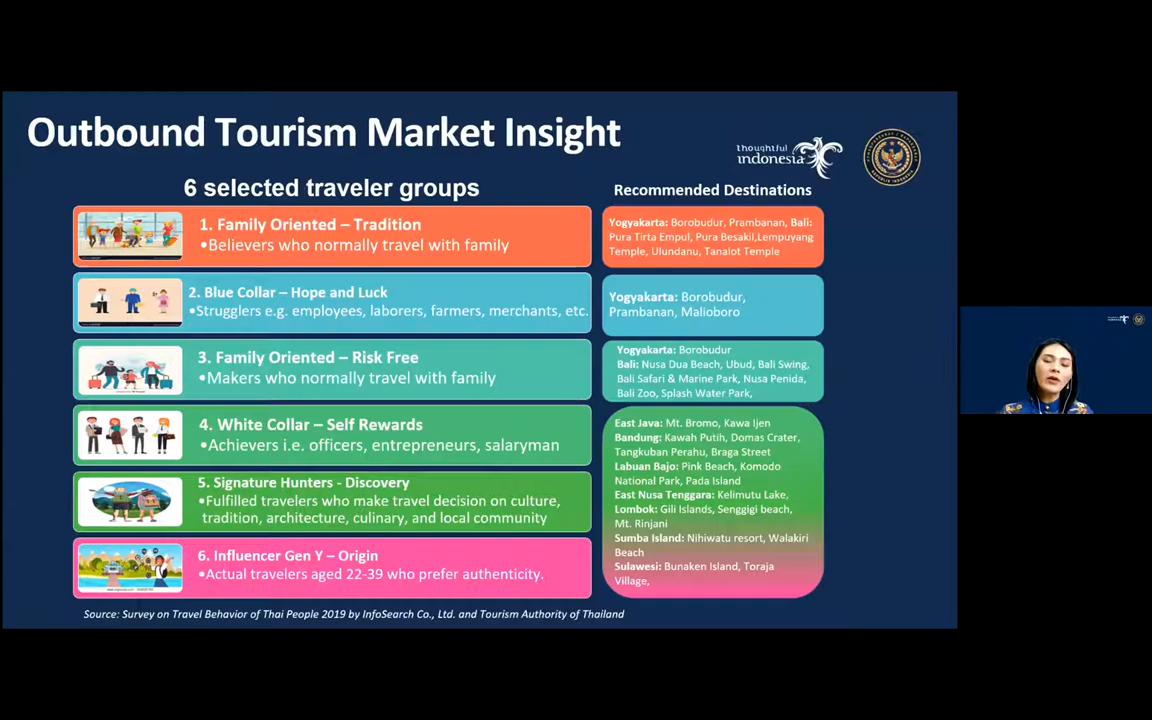 Outbound Tourism Market Insight
thoughtful
indonesia
6 selected traveler groups
1. Family Oriented – Tradition
•Believers who normally travel with family
2. Blue Collar – Hope and Luck
•Strugglers e.g. employees, laborers, farmers, merchants, etc.
3. Family Oriented – Risk Free
•Makers who normally travel with family
4. White Collar – Self Rewards
•Achievers i.e. officers, entrepreneurs, salaryman
5. Signature Hunters - Discovery
•Fulfilled travelers who make travel decision on culture,
tradition, architecture, culinary, and local community
6. Influencer Gen Y – Origin
•Actual travelers aged 22-39 who prefer authenticity.
Recommended Destinations
Yogyakarta: Borobudur, Prambanan, Bali:
Pura Tirta Empul, Pura Besakil,Lempuyang
Temple, Ulundanu, Tanalot Temple
Yogyakarta: Borobudur,
Prambanan, Malioboro
Yogyakarta: Borobudur
Bali: Nusa Dua Beach, Ubud, Bali Swing,
Bali Safari & Marine Park, Nusa Penida,
Bali Zoo, Splash Water Park,
East Java: Mt. Bromo, Kawa Ijen
Bandung: Kawah Putih, Domas Crater,
Tangkuban Perahu, Braga Street
Labuan Bajo: Pink Beach, Komodo
National Park, Pada Island
East Nusa Tenggara: Kelimutu Lake,
Lombok: Gili Islands, Senggigi beach,
Mt. Rinjani
Sumba Island: Nihiwatu resort, Walakiri
Beach
Sulawesi: Bunaken Island, Toraja
Village,
Source: Survey on Travel Behavior of Thai People 2019 by InfoSearch Co., Ltd. and Tourism Authority of Thailand